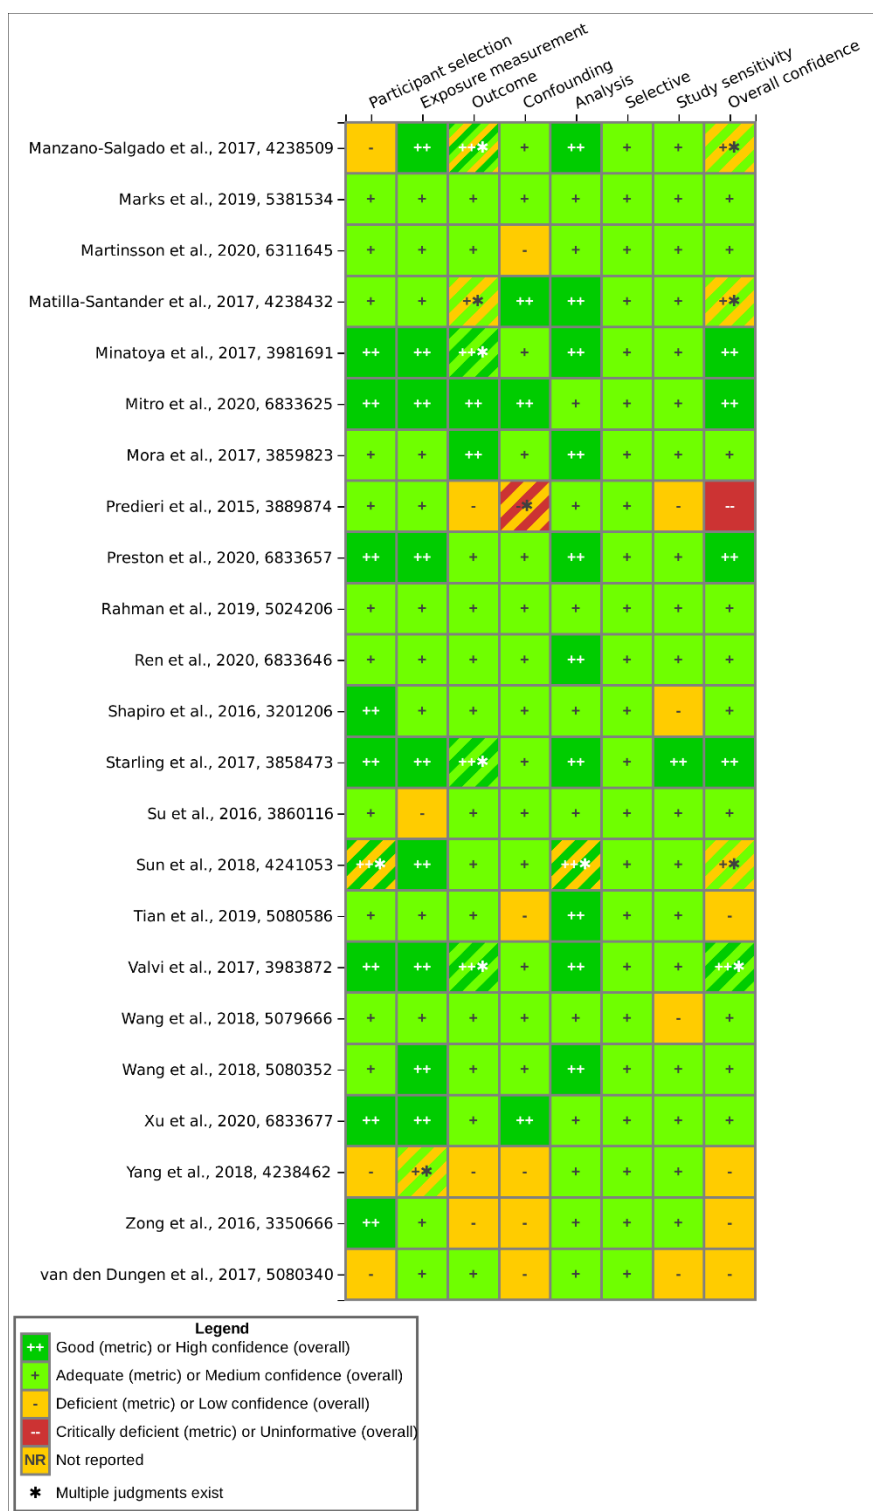 Participant selection
Exposure measurement
Outcome
Confounding
Analysis
Selective
Study sensitivity
Overall confidence
Manzano-Salgado et al., 2017, 4238509 - ++ ++✱ + ++ + + +✱
Marks et al., 2019, 5381534 + + + + + + + +
Martinsson et al., 2020, 6311645 + + + - + + + +
Matilla-Santander et al., 2017, 4238432 + + +✱ ++ ++ + + +✱
Minatoya et al., 2017, 3981691 ++ ++ ++✱ + ++ + + ++
Mitro et al., 2020, 6833625 ++ ++ ++ ++ + + + ++
Mora et al., 2017, 3859823 + + ++ + ++ + + +
Predieri et al., 2015, 3889874 + + - -✱ + + - --
Preston et al., 2020, 6833657 ++ ++ + + ++ + + ++
Rahman et al., 2019, 5024206 + + + + + + + +
Ren et al., 2020, 6833646 + + + + ++ + + +
Shapiro et al., 2016, 3201206 ++ + + + + + - +
Starling et al., 2017, 3858473 ++ ++ ++✱ + ++ + ++ ++
Su et al., 2016, 3860116 + - + + + + + +
Sun et al., 2018, 4241053 ++✱ ++ + + ++✱ + + +✱
Tian et al., 2019, 5080586 + + + - ++ + + -
Valvi et al., 2017, 3983872 ++ ++ ++✱ + ++ + + ++✱
Wang et al., 2018, 5079666 + + + + + + - +
Wang et al., 2018, 5080352 + ++ + + ++ + + +
Xu et al., 2020, 6833677 ++ ++ + ++ + + + +
Yang et al., 2018, 4238462 - +✱ - - + + + -
Zong et al., 2016, 3350666 ++ + - - + + + -
van den Dungen et al., 2017, 5080340 - + + - + + - -
Legend
++ Good (metric) or High confidence (overall)
+ Adequate (metric) or Medium confidence (overall)
- Deficient (metric) or Low confidence (overall)
-- Critically deficient (metric) or Uninformative (overall)
NR Not reported
✱ Multiple judgments exist